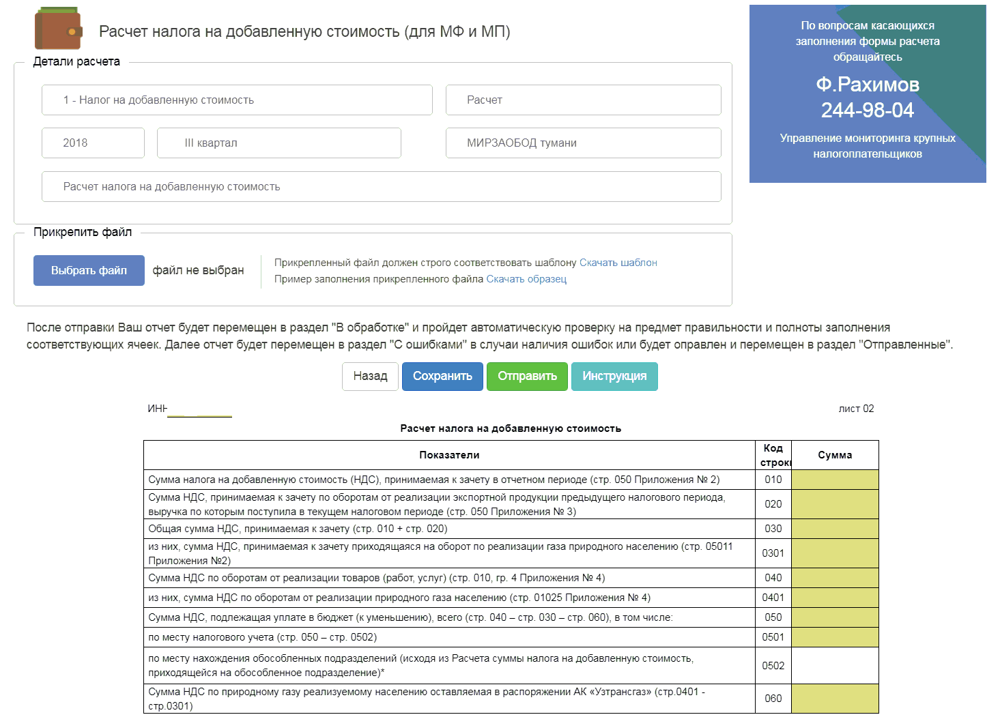 Расчет налога на добавленную стоимость (для МФ и МП)
По вопросам касающихся
заполнения формы расчета
обращайтесь
Ф.Рахимов
244-98-04
Управление мониторинга крупных
налогоплательщиков
Детали расчета
1 - Налог на добавленную стоимость
Расчет
2018
III квартал
МИРЗАОБОД тумани
Расчет налога на добавленную стоимость
Прикрепить файл
Выбрать файл
файл не выбран
Прикрепленный файл должен строго соответствовать шаблону Скачать шаблон
Пример заполнения прикрепленного файла Скачать образец
После отправки Ваш отчет будет перемещен в раздел "В обработке" и пройдет автоматическую проверку на предмет правильности и полноты заполнения
соответствующих ячеек. Далее отчет будет перемещен в раздел "С ошибками" в случаи наличия ошибок или будет оправлен и перемещен в раздел "Отправленные".
Назад
Сохранить
Отправить
Инструкция
ИНН
лист 02
Расчет налога на добавленную стоимость
Показатели
Код
строки
Сумма
Сумма налога на добавленную стоимость (НДС), принимаемая к зачету в отчетном периоде (стр. 050 Приложения № 2)
010
Сумма НДС, принимаемая к зачету по оборотам от реализации экспортной продукции предыдущего налогового периода,
выручка по которым поступила в текущем налоговом периоде (стр. 050 Приложения № 3)
020
Общая сумма НДС, принимаемая к зачету (стр. 010 + стр. 020)
030
из них, сумма НДС, принимаемая к зачету приходящаяся на оборот по реализации газа природного населению (стр. 05011
Приложения №2)
0301
Сумма НДС по оборотам от реализации товаров (работ, услуг) (стр. 010, гр. 4 Приложения № 4)
040
из них, сумма НДС по оборотам от реализации природного газа населению (стр. 01025 Приложения № 4)
0401
Сумма НДС, подлежащая уплате в бюджет (к уменьшению), всего (стр. 040 – стр. 030 – стр. 060), в том числе:
050
по месту налогового учета (стр. 050 – стр. 0502)
0501
по месту нахождения обособленных подразделений (исходя из Расчета суммы налога на добавленную стоимость,
приходящейся на обособленное подразделение)*
0502
Сумма НДС по природному газу реализуемому населению оставляемая в распоряжении АК «Узтрансгаз» (стр.0401 -
стр.0301)
060